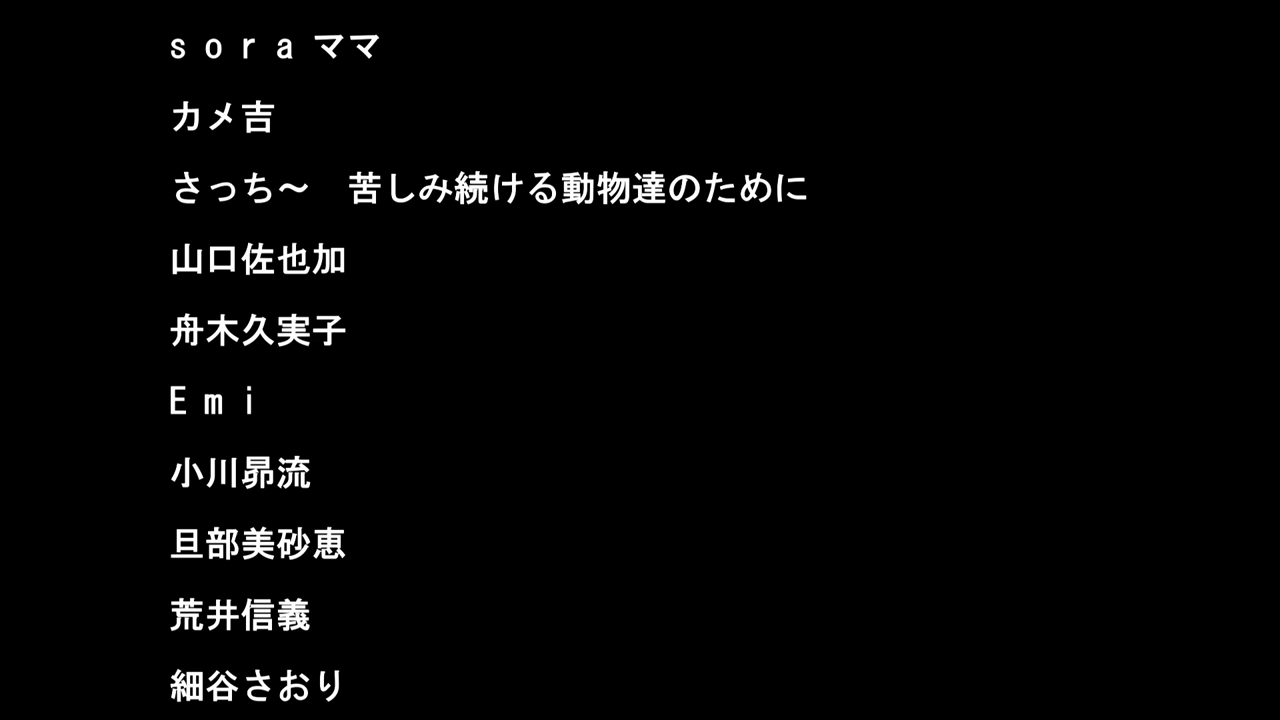 ｓｏｒａママ
カメ吉
さっち～　苦しみ続ける動物達のために
山口佐也加
舟木久実子
Ｅｍｉ
小川昴流
旦部美砂恵
荒井信義
細谷さおり